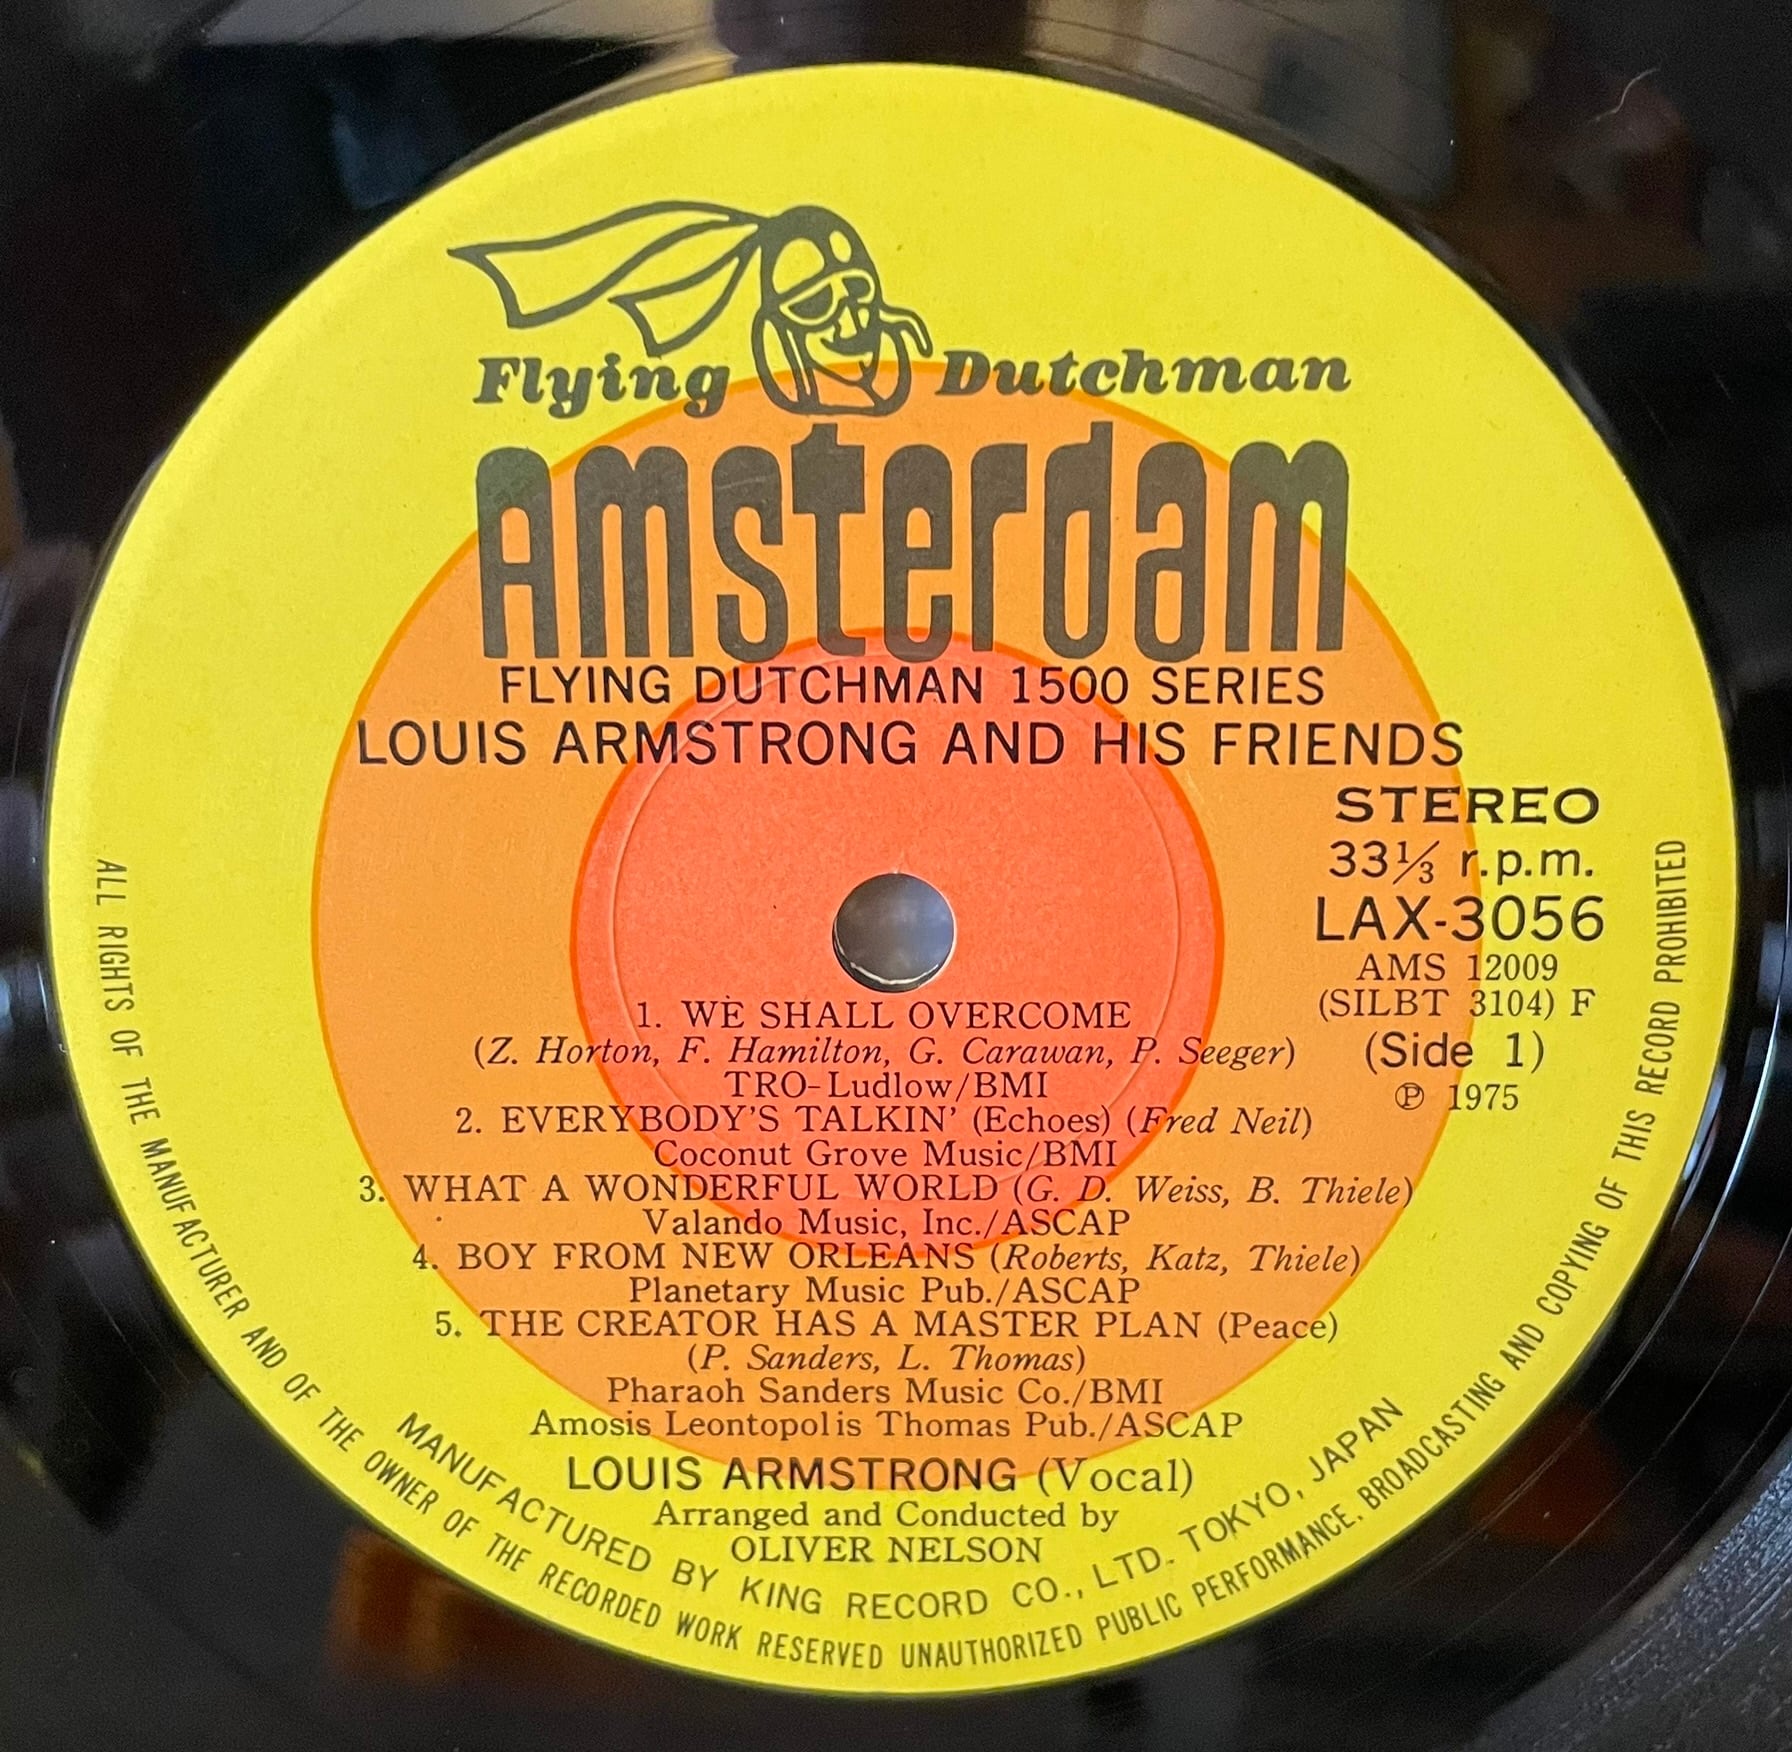 Flying Dutchman
Amsterdam
FLYING DUTCHMAN 1500 SERIES
LOUIS ARMSTRONG AND HIS FRIENDS
STEREO
33⅓ r.p.m.
LAX-3056
AMS 12009
(SILBT 3104) F
(Side 1)
℗ 1975
1. WE SHALL OVERCOME
(Z. Horton, F. Hamilton, G. Carawan, P. Seeger)
TRO-Ludlow/BMI
2. EVERYBODY'S TALKIN' (Echoes) (Fred Neil)
Coconut Grove Music/BMI
3. WHAT A WONDERFUL WORLD (G. D. Weiss, B. Thiele)
Valando Music, Inc./ASCAP
4. BOY FROM NEW ORLEANS (Roberts, Katz, Thiele)
Planetary Music Pub./ASCAP
5. THE CREATOR HAS A MASTER PLAN (Peace)
(P. Sanders, L. Thomas)
Pharaoh Sanders Music Co./BMI
Amosis Leontopolis Thomas Pub./ASCAP
LOUIS ARMSTRONG (Vocal)
Arranged and Conducted by
OLIVER NELSON
MANUFACTURED BY KING RECORD CO., LTD. TOKYO, JAPAN
ALL RIGHTS OF THE MANUFACTURER AND OF THE OWNER OF THE RECORDED WORK RESERVED UNAUTHORIZED PUBLIC PERFORMANCE, BROADCASTING AND COPYING OF THIS RECORD PROHIBITED